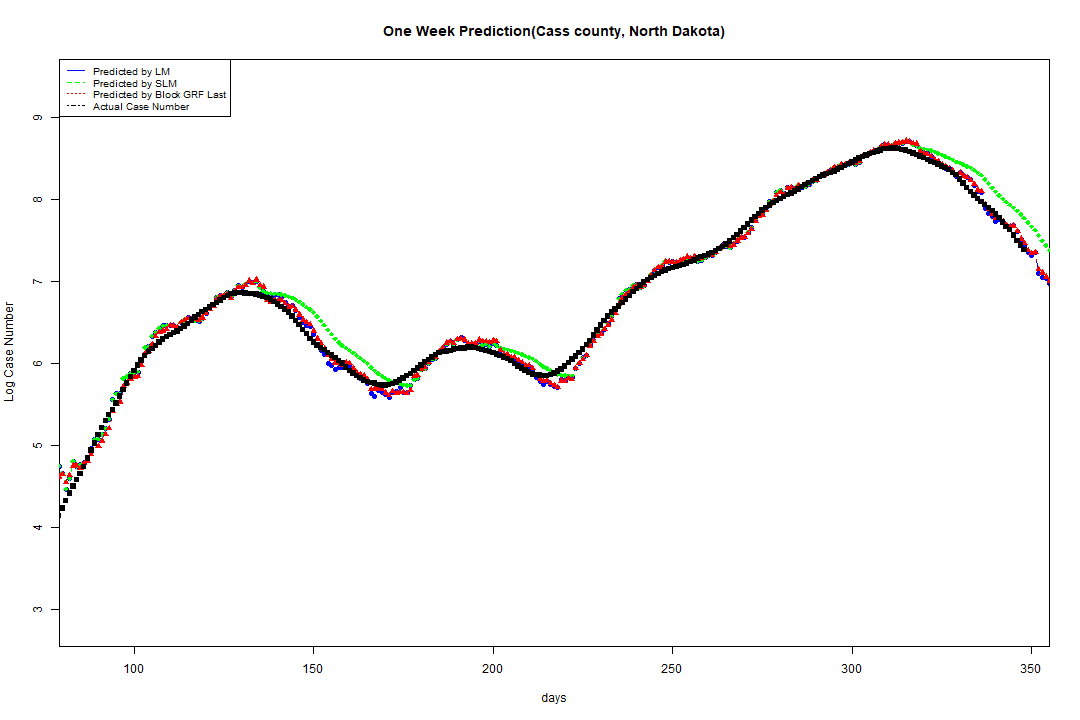 One Week Prediction(Cass county, North Dakota)
Predicted by LM
Predicted by SLM
Predicted by Block GRF Last
Actual Case Number
9
8
7
6
5
4
3
Log Case Number
100 150 200 250 300 350
days